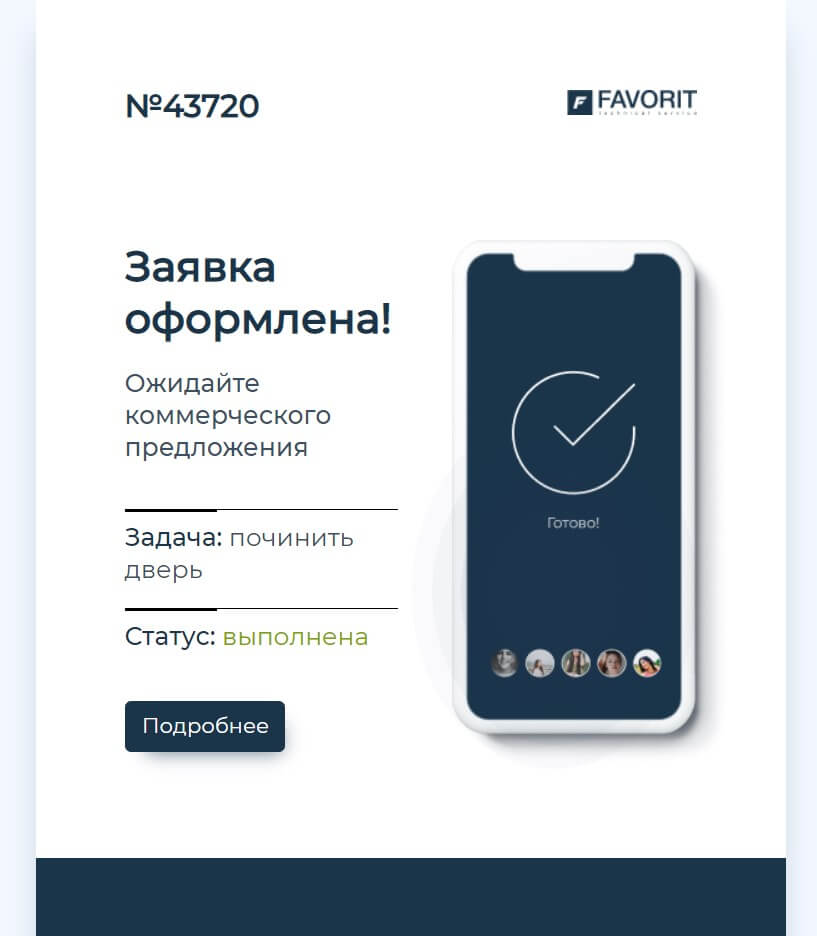 №43720
FAVORIT
technical service
Заявка
оформлена!
Ожидайте
коммерческого
предложения
Задача: починить
дверь
Статус: выполнена
Подробнее
Готово!